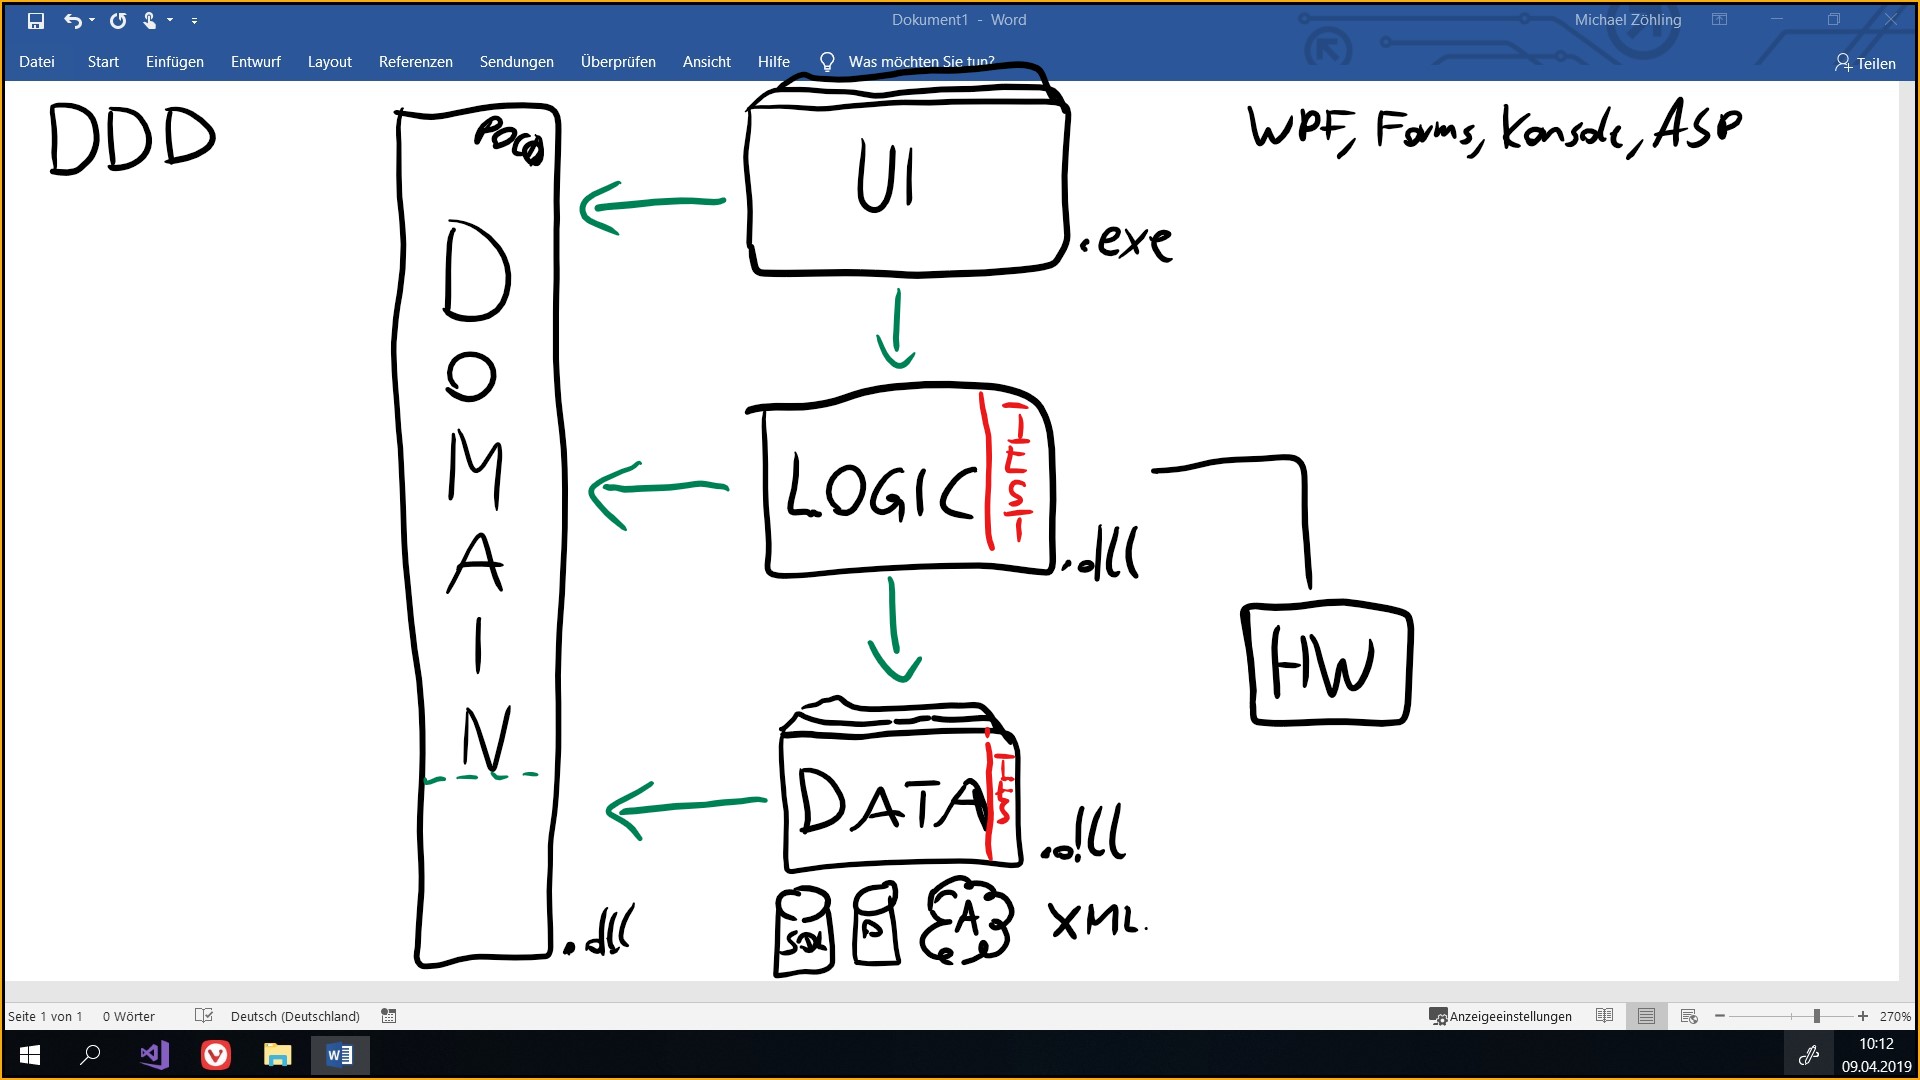 Dokument1 - Word
Michael Zöhling
Datei Start Einfügen Entwurf Layout Referenzen Sendungen Überprüfen Ansicht Hilfe Was möchten Sie tun? Teilen
DDD
POCO
DOMAIN
.dll
UI
.exe
WPF, Forms, Konsole, ASP
LOGIC
TEST
.dll
HW
DATA
TES
.dll
SQL
D
A
XML
Seite 1 von 1 0 Wörter Deutsch (Deutschland) Anzeigeeinstellungen 270%
10:12
09.04.2019